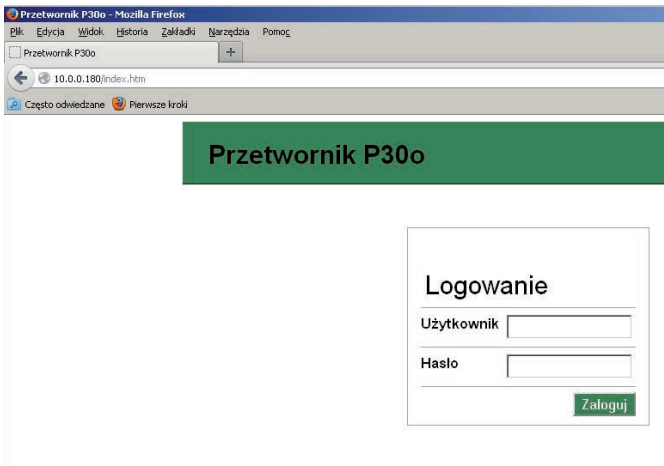 Przetwornik P30o - Mozilla Firefox
Plik Edycja Widok Historia Zakładki Narzędzia Pomoc
Przetwornik P30o +
10.0.0.180/index.htm
Często odwiedzane Pierwsze kroki
Przetwornik P30o
Logowanie
Użytkownik
Haslo
Zaloguj